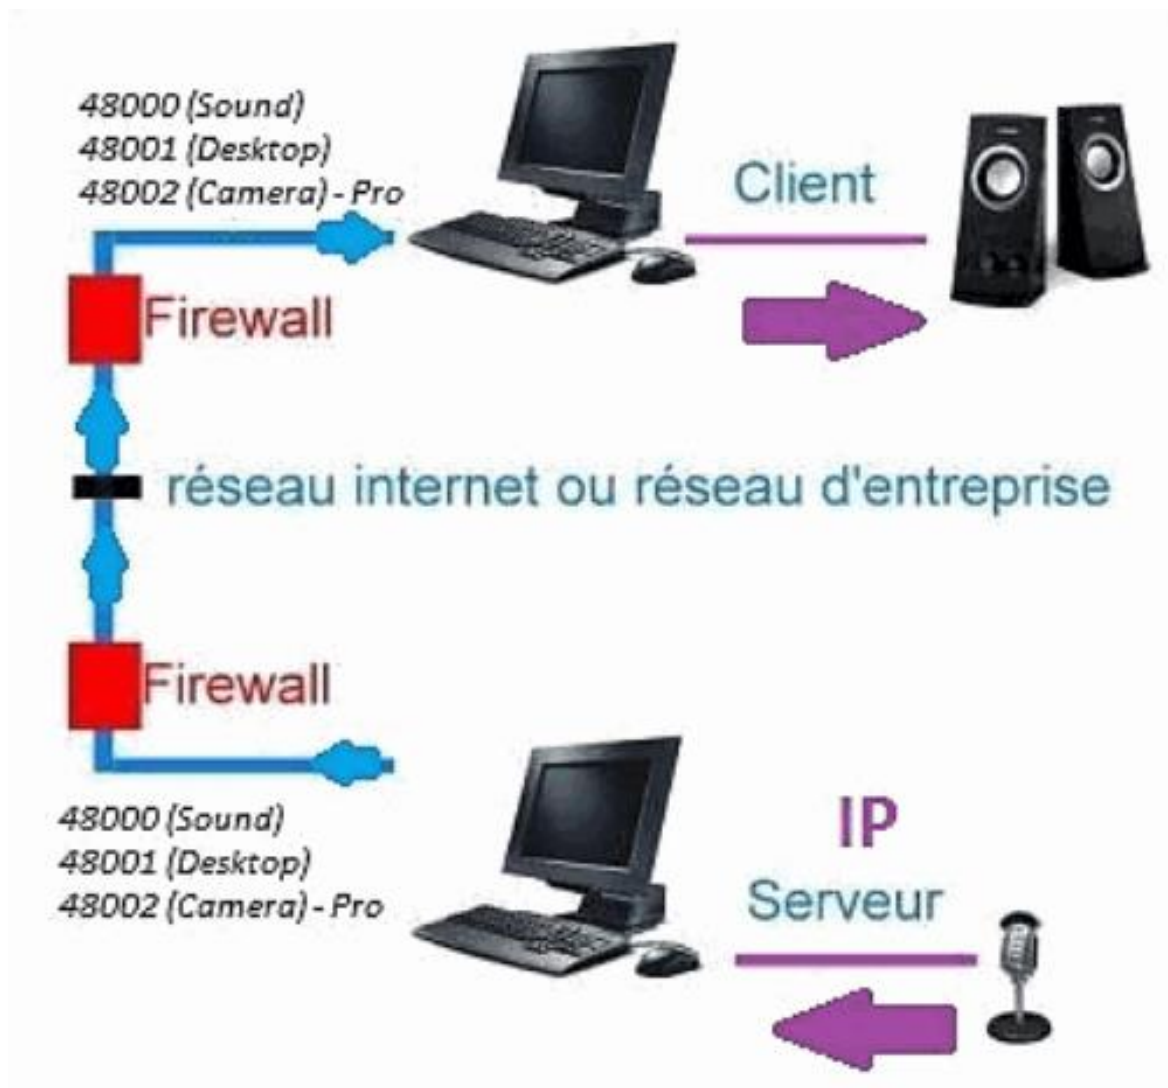 48000 (Sound)
48001 (Desktop)
48002 (Camera) - Pro
Client
Firewall
réseau internet ou réseau d'entreprise
Firewall
48000 (Sound)
48001 (Desktop)
48002 (Camera) - Pro
IP
Serveur